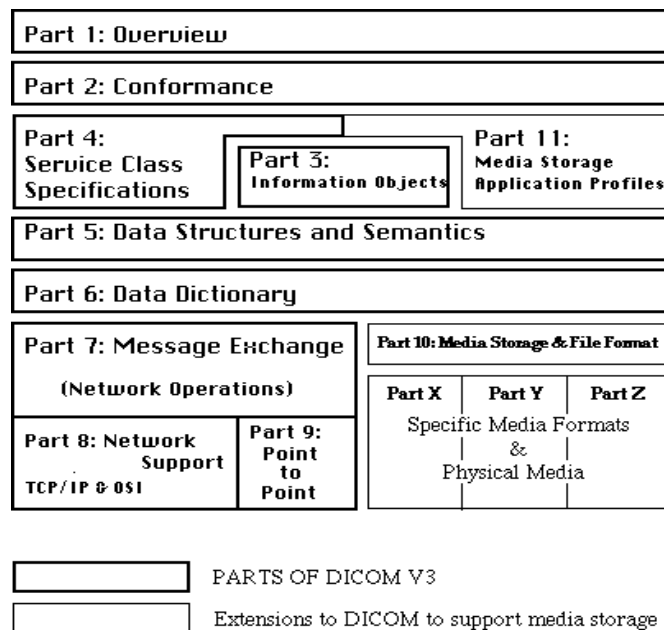 Part 1: Overview
Part 2: Conformance
Part 4:
Service Class
Specifications
Part 3:
Information Objects
Part 11:
Media Storage
Application Profiles
Part 5: Data Structures and Semantics
Part 6: Data Dictionary
Part 7: Message Exchange
(Network Operations)
Part 8: Network
Support
TCP/IP & OSI
Part 9:
Point
to
Point
Part 10: Media Storage & File Format
Part X Part Y Part Z
Specific Media Formats
&
Physical Media
PARTS OF DICOM V3
Extensions to DICOM to support media storage